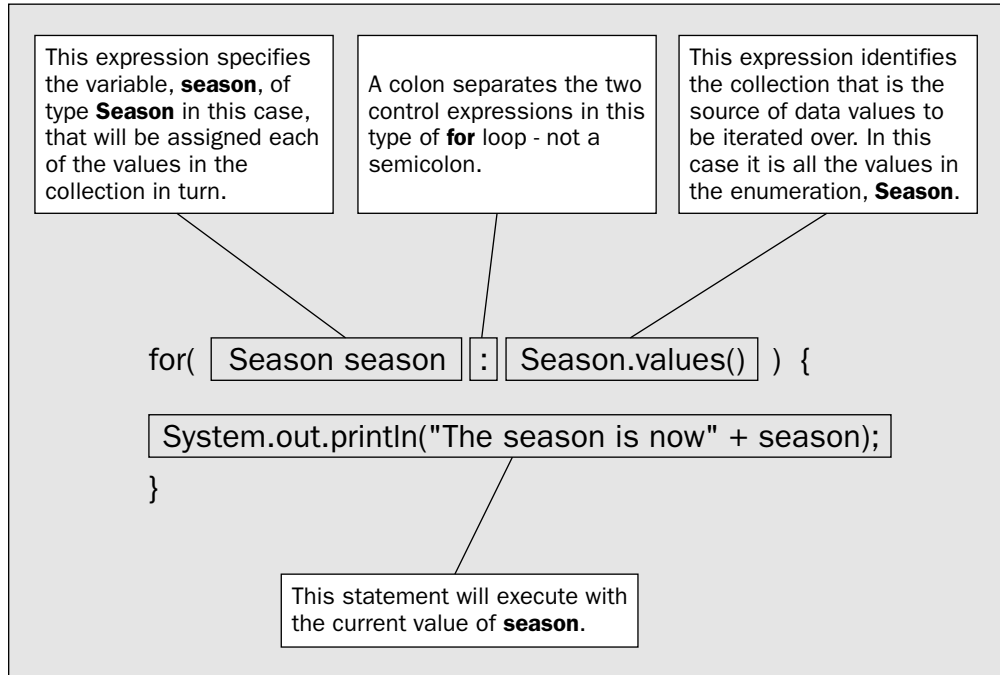 This expression specifies
the variable, season, of
type Season in this case,
that will be assigned each
of the values in the
collection in turn.
A colon separates the two
control expressions in this
type of for loop - not a
semicolon.
This expression identifies
the collection that is the
source of data values to
be iterated over. In this
case it is all the values in
the enumeration, Season.
for( Season season : Season.values() ) {
System.out.println("The season is now" + season);
}
This statement will execute with
the current value of season.